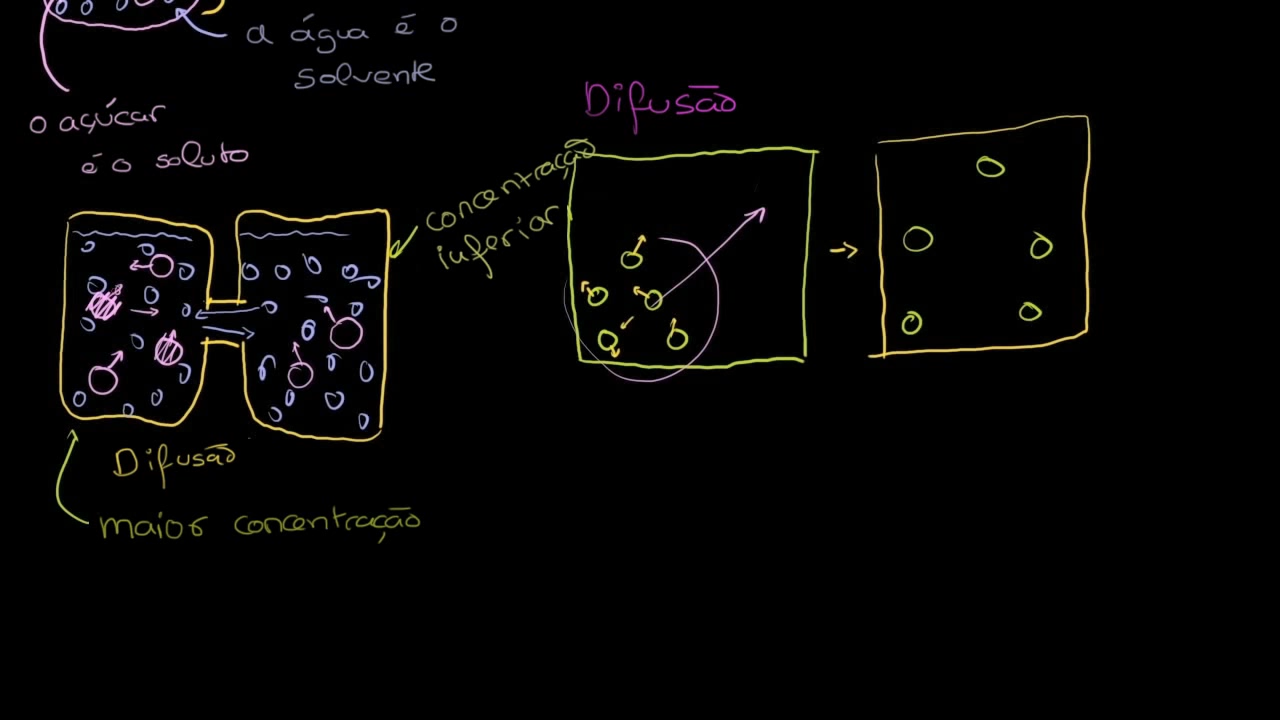 a água é o
solvente
o açúcar
é o soluto
Difusão
concentração
inferior
Difusão
maior concentração